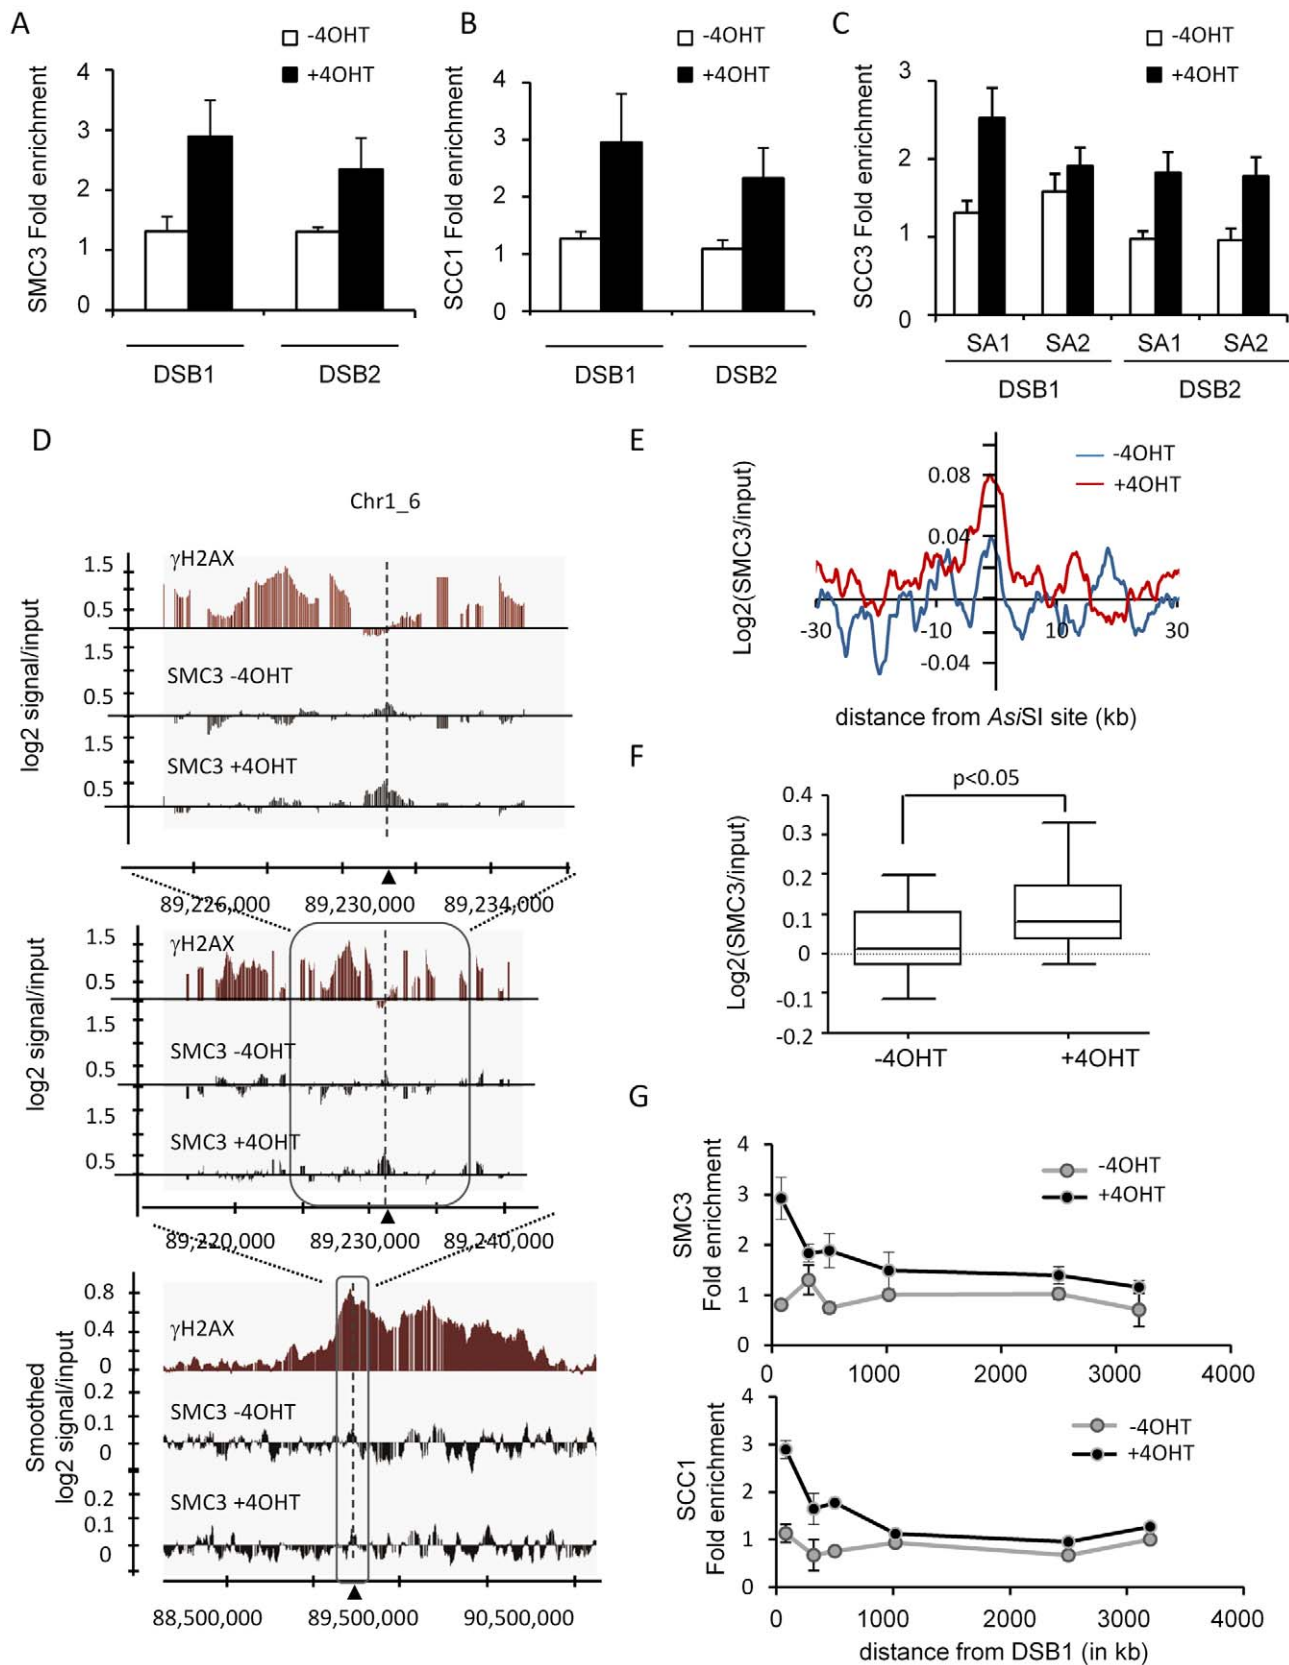 A
-4OHT
+4OHT
SMC3 Fold enrichment
4
3
2
1
0
DSB1
DSB2
B
-4OHT
+4OHT
SCC1 Fold enrichment
4
3
2
1
0
DSB1
DSB2
C
-4OHT
+4OHT
SCC3 Fold enrichment
3
2
1
0
SA1 SA2 SA1 SA2
DSB1
DSB2
D
Chr1_6
log2 signal/input
1.5
0.5
γH2AX
1.5
0.5
SMC3 -4OHT
1.5
0.5
SMC3 +4OHT
89,226,000 89,230,000 89,234,000
log2 signal/input
1.5
0.5
γH2AX
1.5
0.5
SMC3 -4OHT
1.5
0.5
SMC3 +4OHT
89,220,000 89,230,000 89,240,000
Smoothed
log2 signal/input
0.8
0.4
0
γH2AX
0.2
0.1
0
SMC3 -4OHT
0.2
0.1
0
SMC3 +4OHT
88,500,000 89,500,000 90,500,000
E
-4OHT
+4OHT
Log2(SMC3/input)
0.08
0.04
-0.04
-30 -10 10 30
distance from AsiSI site (kb)
F
p<0.05
Log2(SMC3/input)
0.4
0.3
0.2
0.1
0
-0.1
-0.2
-4OHT +4OHT
G
SMC3
Fold enrichment
4
3
2
1
0
-4OHT
+4OHT
0 1000 2000 3000 4000
SCC1
Fold enrichment
4
3
2
1
0
-4OHT
+4OHT
0 1000 2000 3000 4000
distance from DSB1 (in kb)